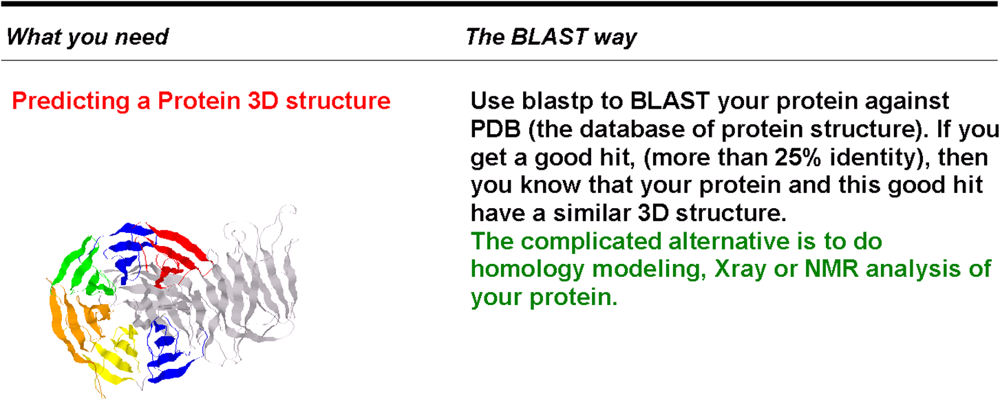 What you need
The BLAST way
Predicting a Protein 3D structure
Use blastp to BLAST your protein against
PDB (the database of protein structure). If you
get a good hit, (more than 25% identity), then
you know that your protein and this good hit
have a similar 3D structure.
The complicated alternative is to do
homology modeling, Xray or NMR analysis of
your protein.